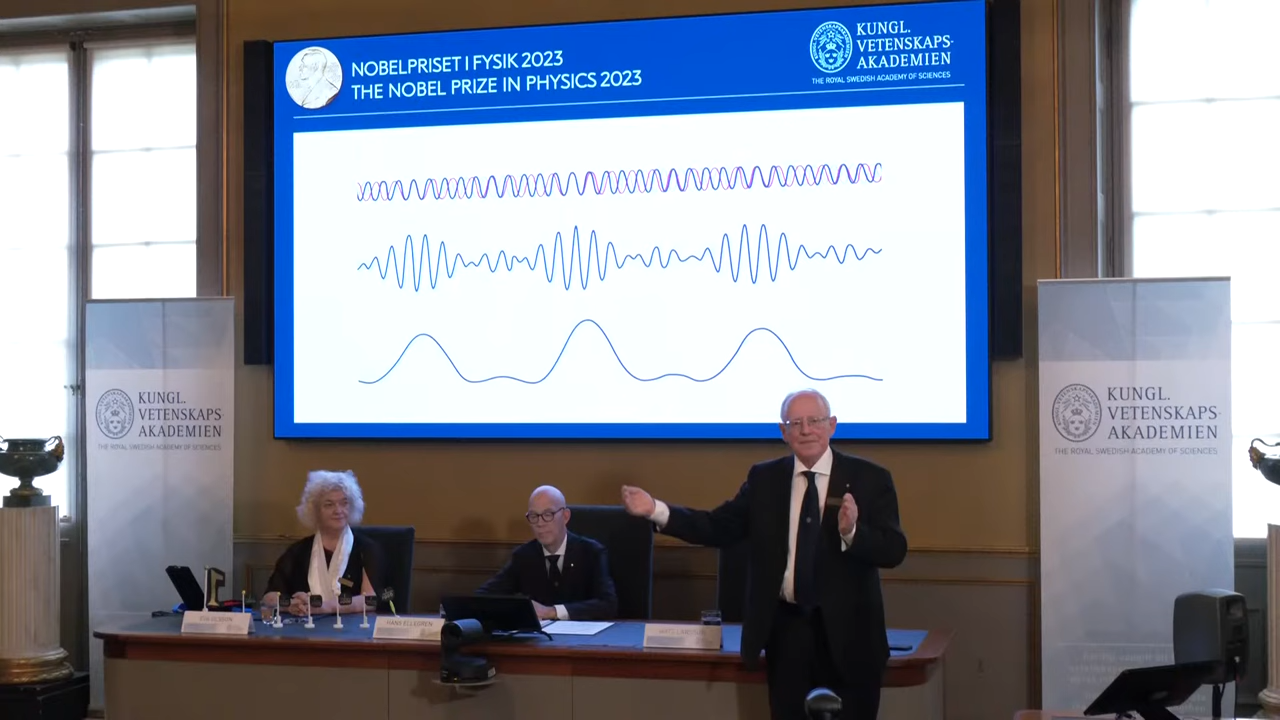 NOBELPRISET I FYSIK 2023
THE NOBEL PRIZE IN PHYSICS 2023
KUNGL.
VETENSKAPS-
AKADEMIEN
THE ROYAL SWEDISH ACADEMY OF SCIENCES
KUNGL.
VETENSKAPS-
AKADEMIEN
THE ROYAL SWEDISH ACADEMY OF SCIENCES
KUNGL.
VETENSKAPS-
AKADEMIEN
THE ROYAL SWEDISH ACADEMY OF SCIENCES
HANS ELLEGREN